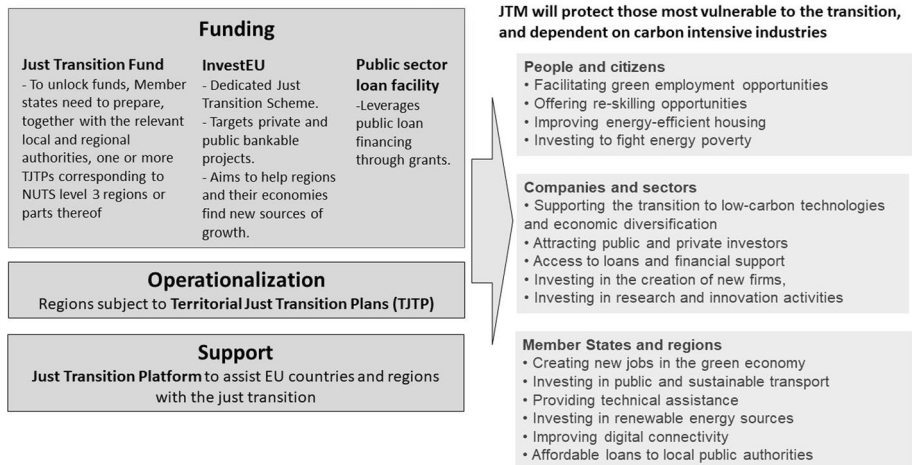 Funding
Just Transition Fund
- To unlock funds, Member
states need to prepare,
together with the relevant
local and regional
authorities, one or more
TJTPs corresponding to
NUTS level 3 regions or
parts thereof
InvestEU
- Dedicated Just
Transition Scheme.
- Targets private and
public bankable
projects.
- Aims to help regions
and their economies
find new sources of
growth.
Public sector
loan facility
-Leverages
public loan
financing
through grants.
Operationalization
Regions subject to Territorial Just Transition Plans (TJTP)
Support
Just Transition Platform to assist EU countries and regions
with the just transition
JTM will protect those most vulnerable to the transition,
and dependent on carbon intensive industries
People and citizens
• Facilitating green employment opportunities
• Offering re-skilling opportunities
• Improving energy-efficient housing
• Investing to fight energy poverty
Companies and sectors
• Supporting the transition to low-carbon technologies
and economic diversification
• Attracting public and private investors
• Access to loans and financial support
• Investing in the creation of new firms,
• Investing in research and innovation activities
Member States and regions
• Creating new jobs in the green economy
• Investing in public and sustainable transport
• Providing technical assistance
• Investing in renewable energy sources
• Improving digital connectivity
• Affordable loans to local public authorities